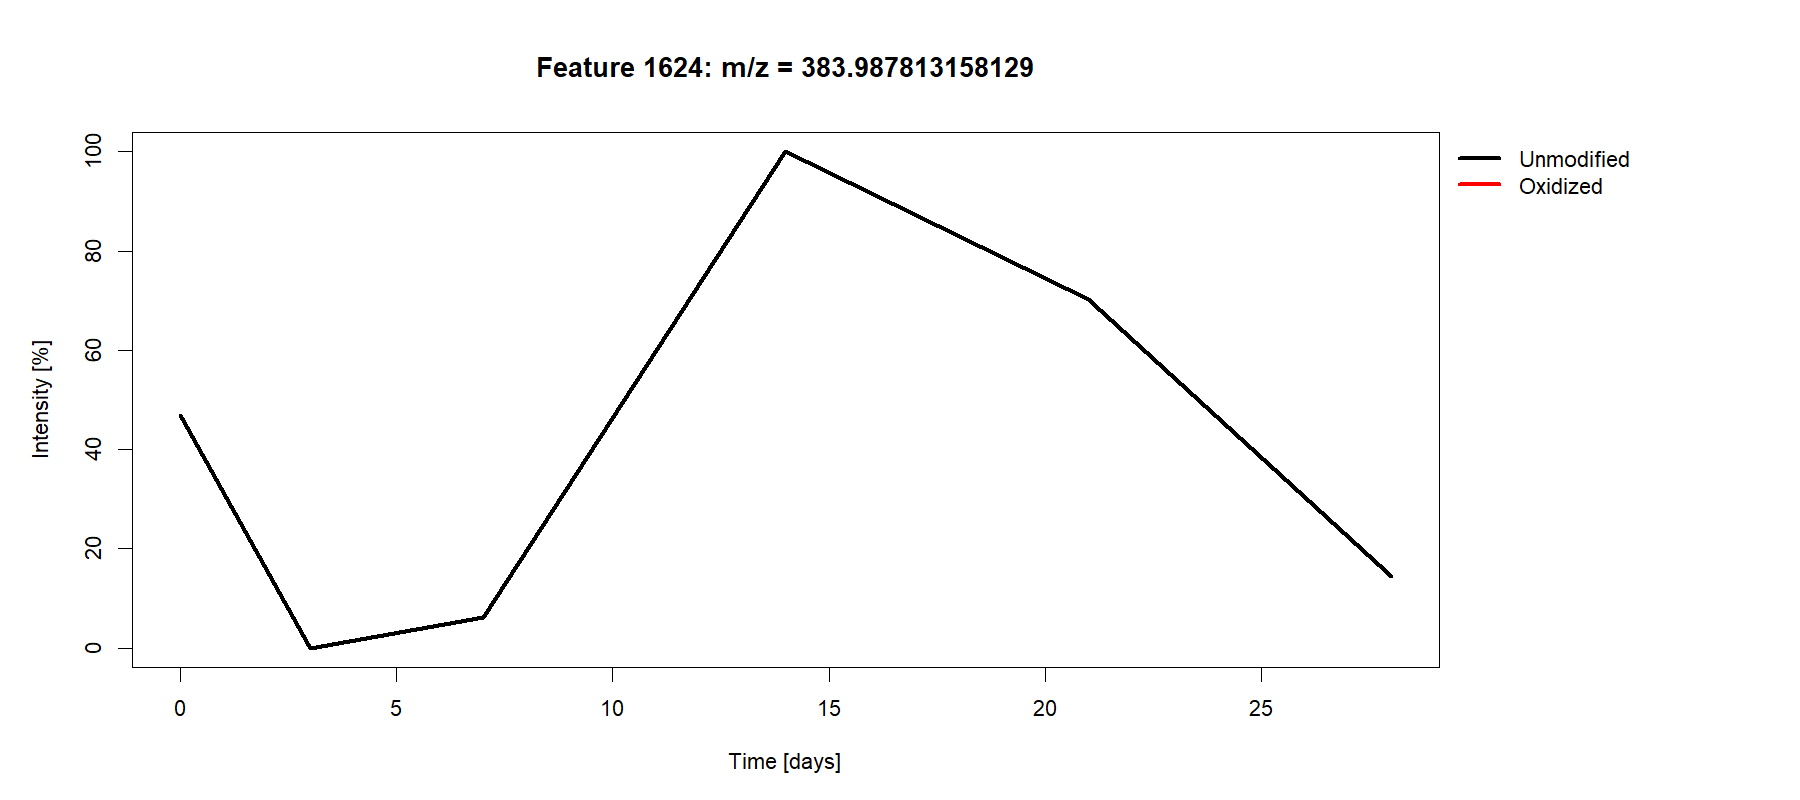 Feature 1624: m/z = 383.987813158129
100
80
60
40
20
0
Intensity [%]
Unmodified
Oxidized
0 5 10 15 20 25
Time [days]